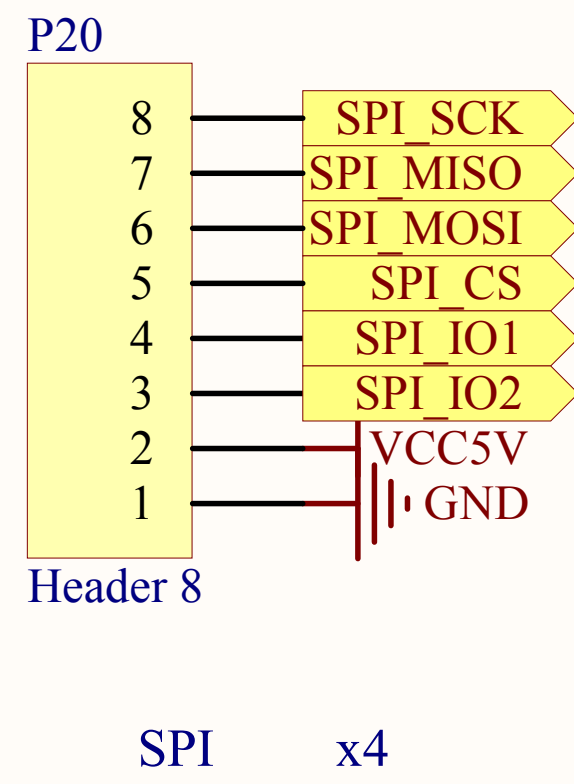 P20
8 SPI_SCK
7 SPI_MISO
6 SPI_MOSI
5 SPI_CS
4 SPI_IO1
3 SPI_IO2
2 VCC5V
1 GND
Header 8
SPI x4